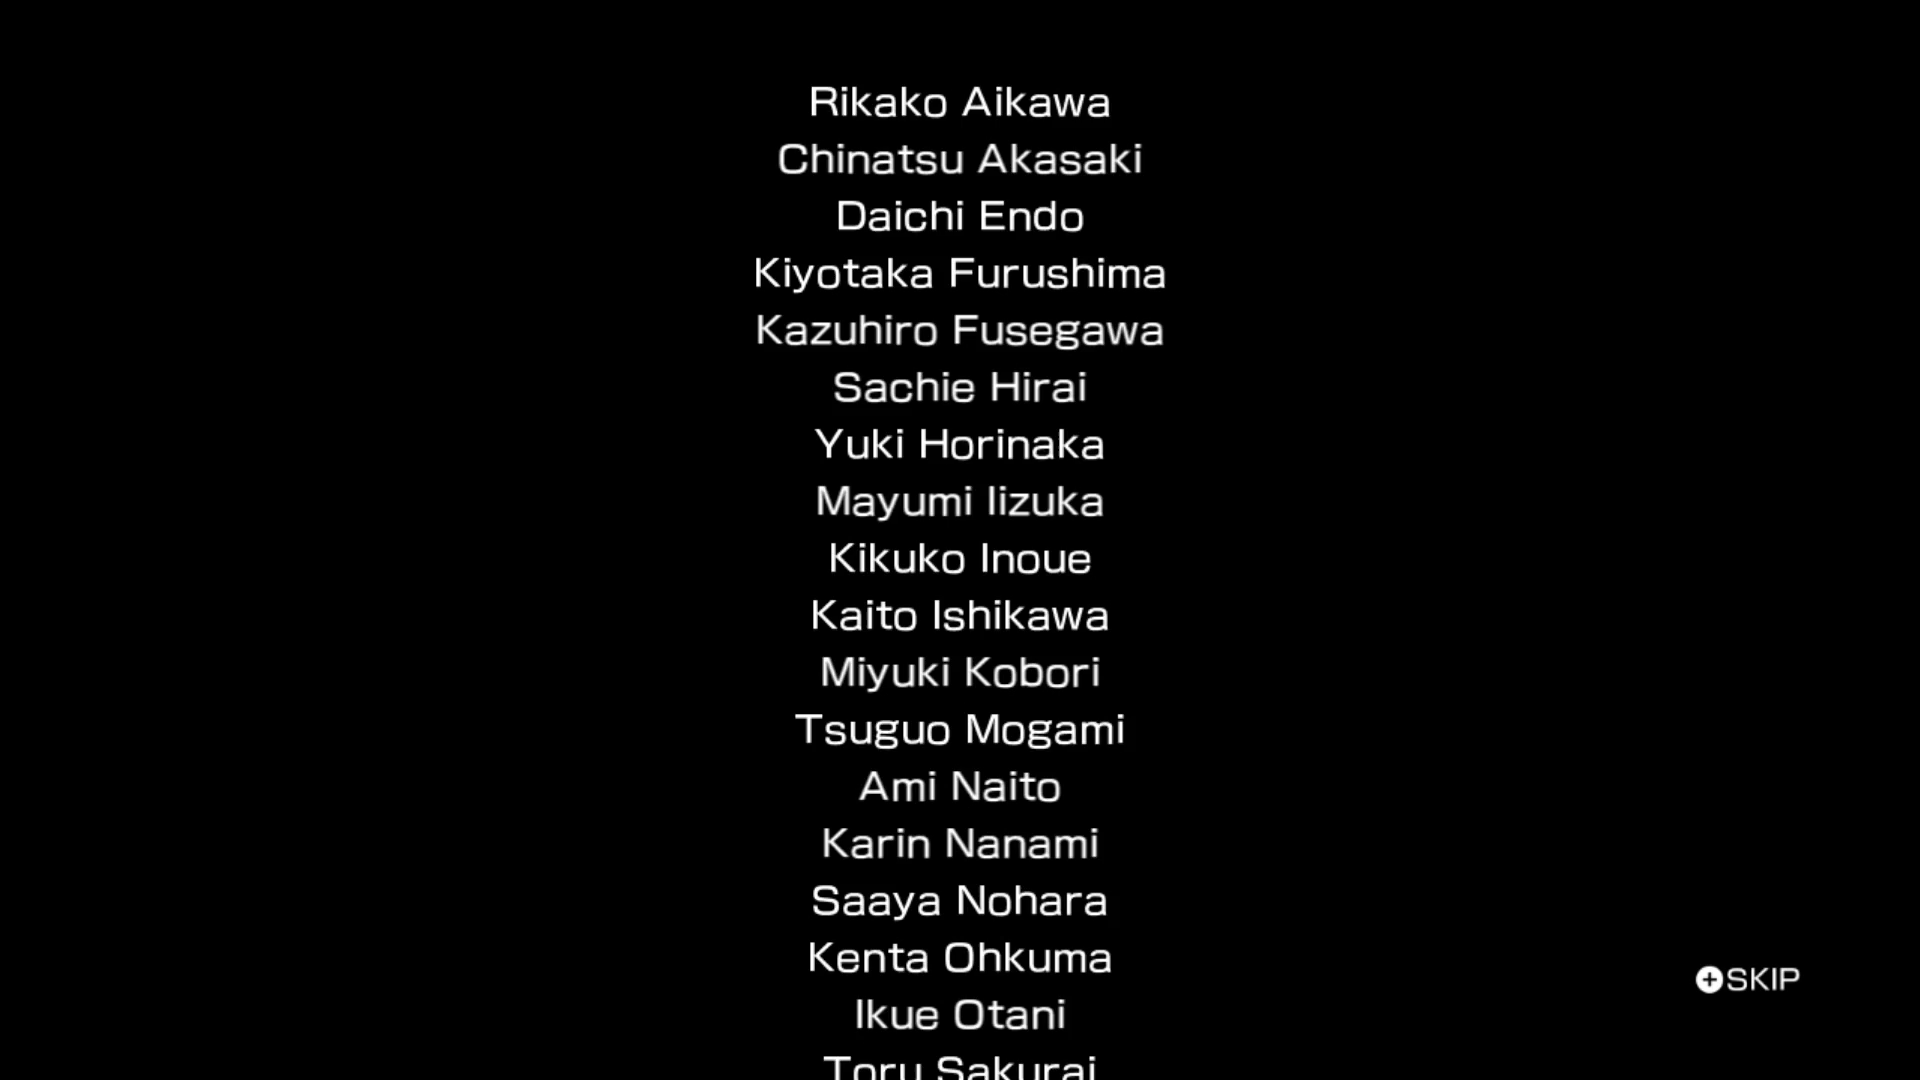 Rikako Aikawa
Chinatsu Akasaki
Daichi Endo
Kiyotaka Furushima
Kazuhiro Fusegawa
Sachie Hirai
Yuki Horinaka
Mayumi Iizuka
Kikuko Inoue
Kaito Ishikawa
Miyuki Kobori
Tsuguo Mogami
Ami Naito
Karin Nanami
Saaya Nohara
Kenta Ohkuma
SKIP
Ikue Otani
Toru Sakurai